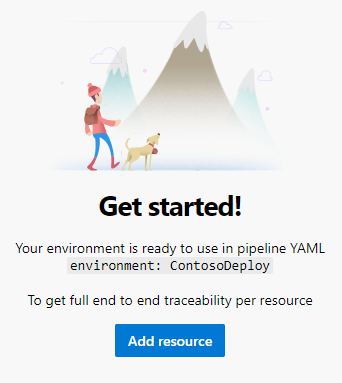 Get started!
Your environment is ready to use in pipeline YAML
environment: ContosoDeploy
To get full end to end traceability per resource
Add resource